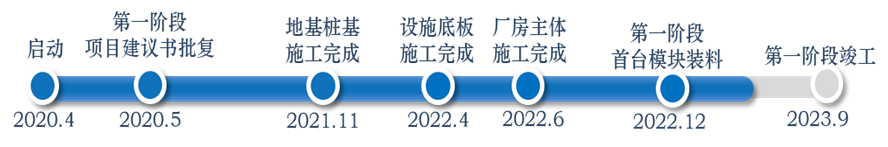 启动
2020.4
第一阶段
项目建议书批复
2020.5
地基桩基
施工完成
2021.11
设施底板
施工完成
2022.4
厂房主体
施工完成
2022.6
第一阶段
首台模块装料
2022.12
第一阶段竣工
2023.9